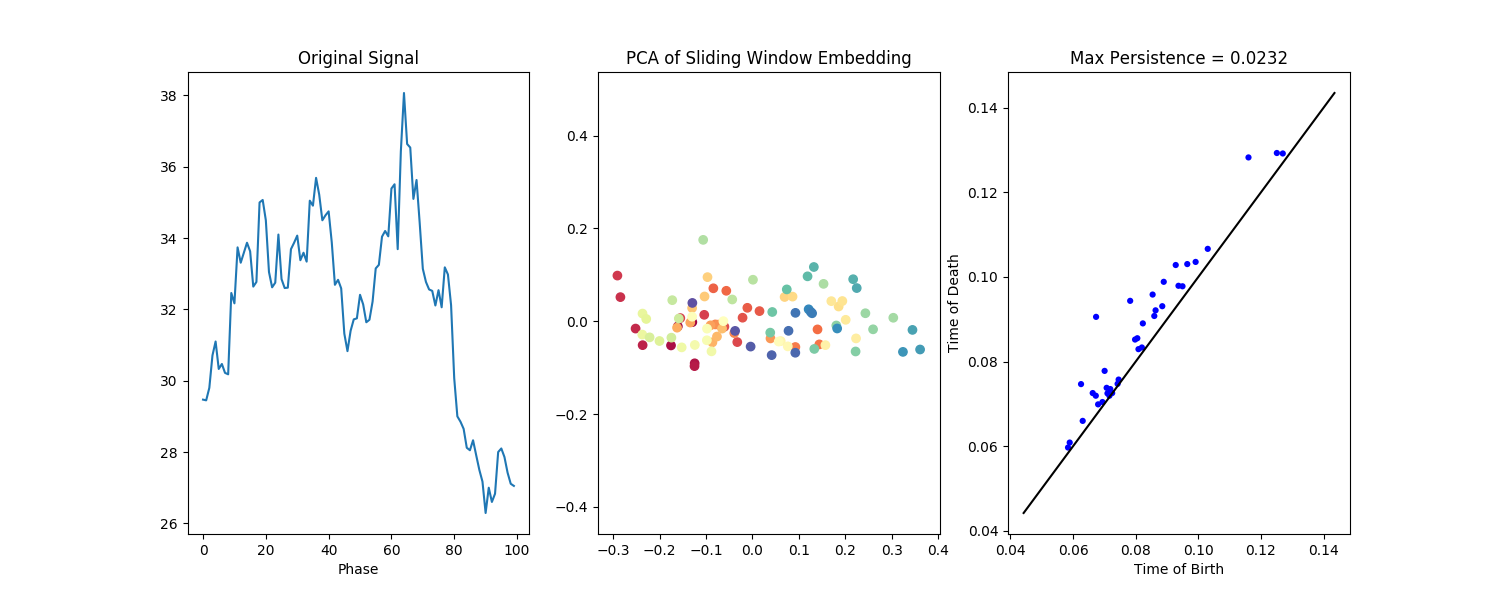 Original Signal
38
36
34
32
30
28
26
0 20 40 60 80 100
Phase
PCA of Sliding Window Embedding
0.4
0.2
0.0
−0.2
−0.4
−0.3 −0.2 −0.1 0.0 0.1 0.2 0.3 0.4
Max Persistence = 0.0232
Time of Death
0.14
0.12
0.10
0.08
0.06
0.04
0.04 0.06 0.08 0.10 0.12 0.14
Time of Birth